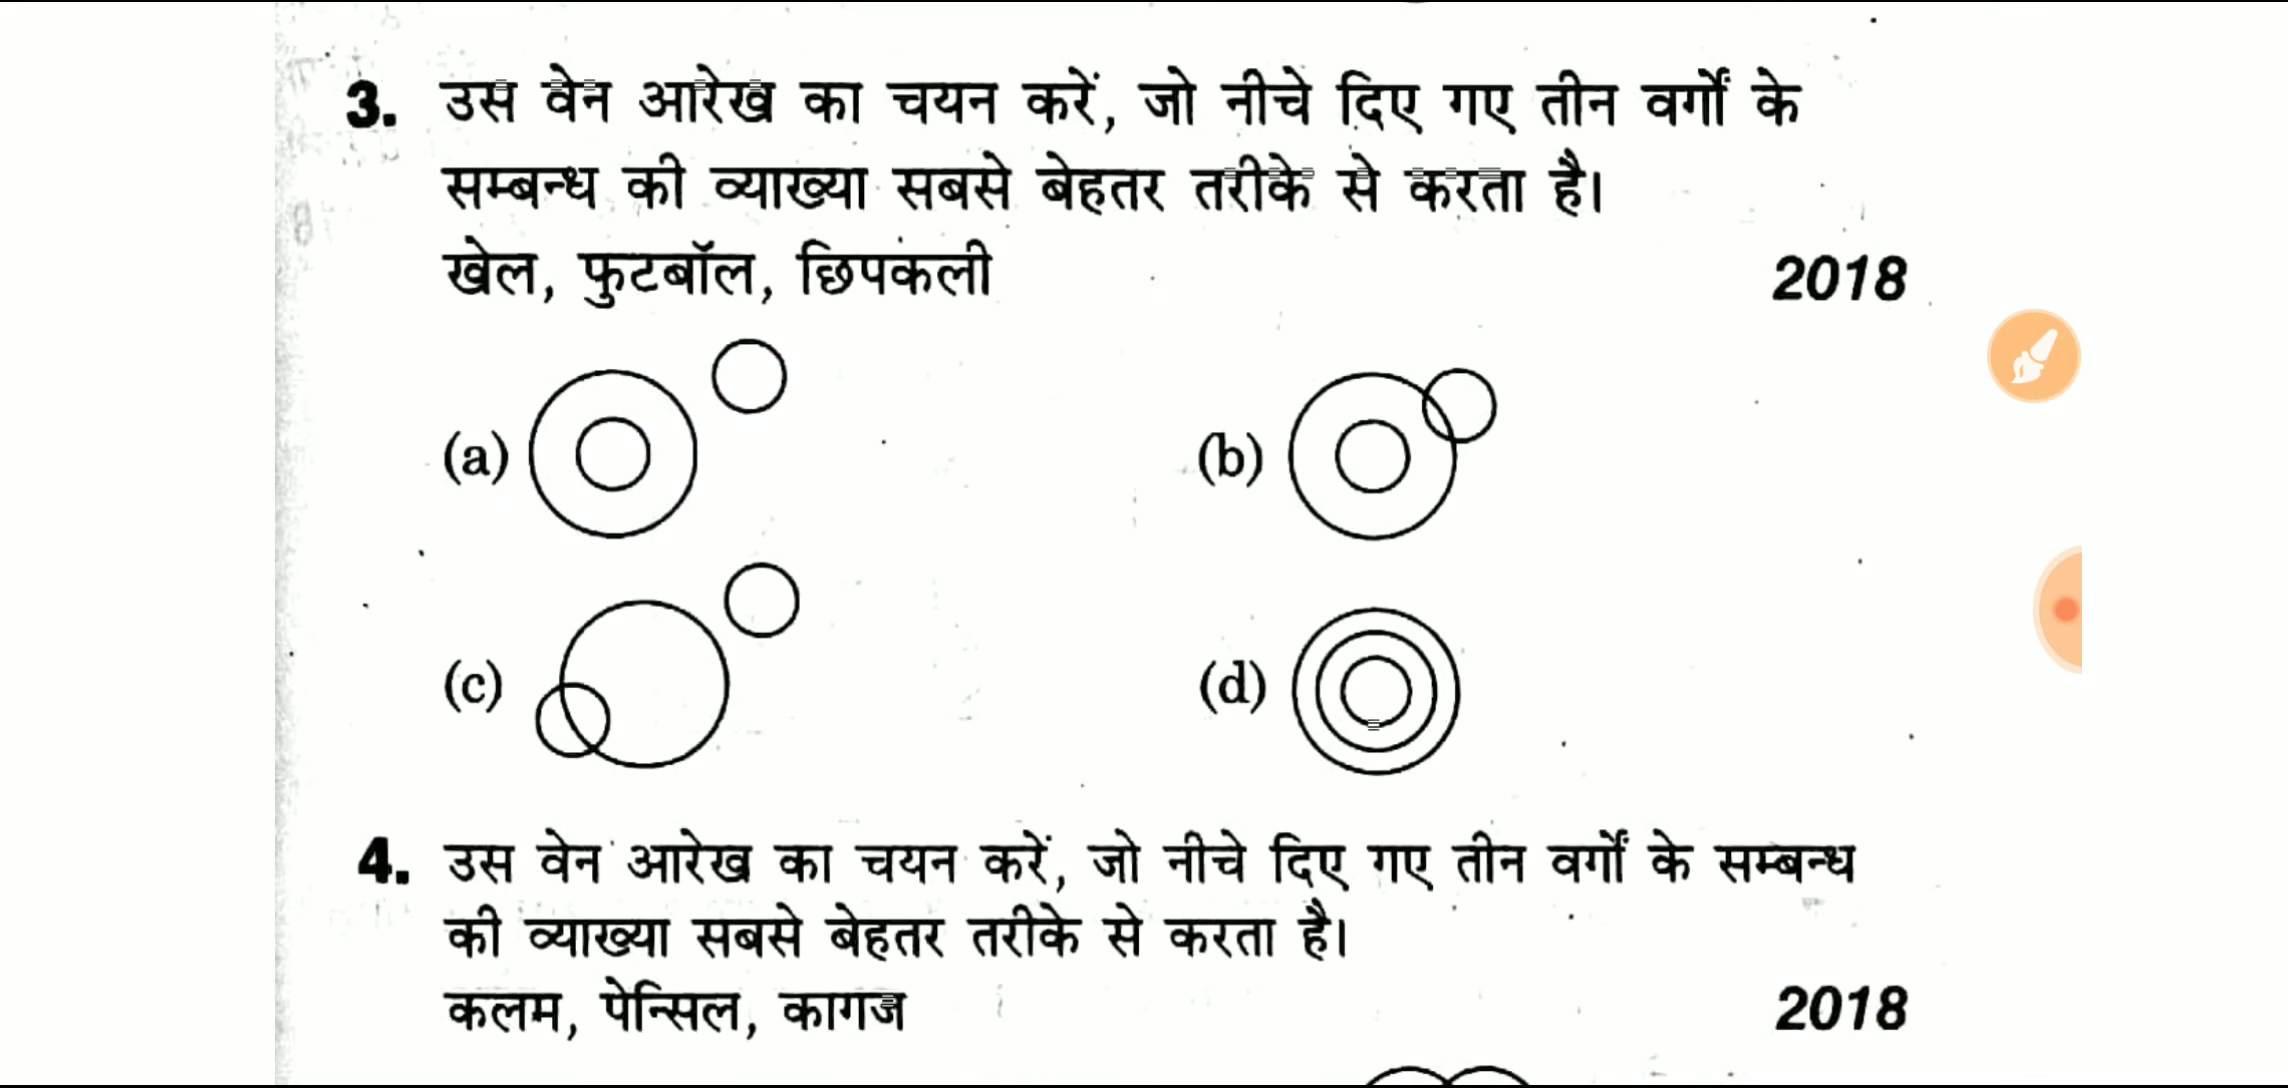 3. उस वेन आरेख का चयन करें, जो नीचे दिए गए तीन वर्गों के
सम्बन्ध की व्याख्या सबसे बेहतर तरीके से करता है।
खेल, फुटबॉल, छिपकली 2018
(a) (b)
(c) (d)
4. उस वेन आरेख का चयन करें, जो नीचे दिए गए तीन वर्गों के सम्बन्ध
की व्याख्या सबसे बेहतर तरीके से करता है।
कलम, पेन्सिल, कागज 2018